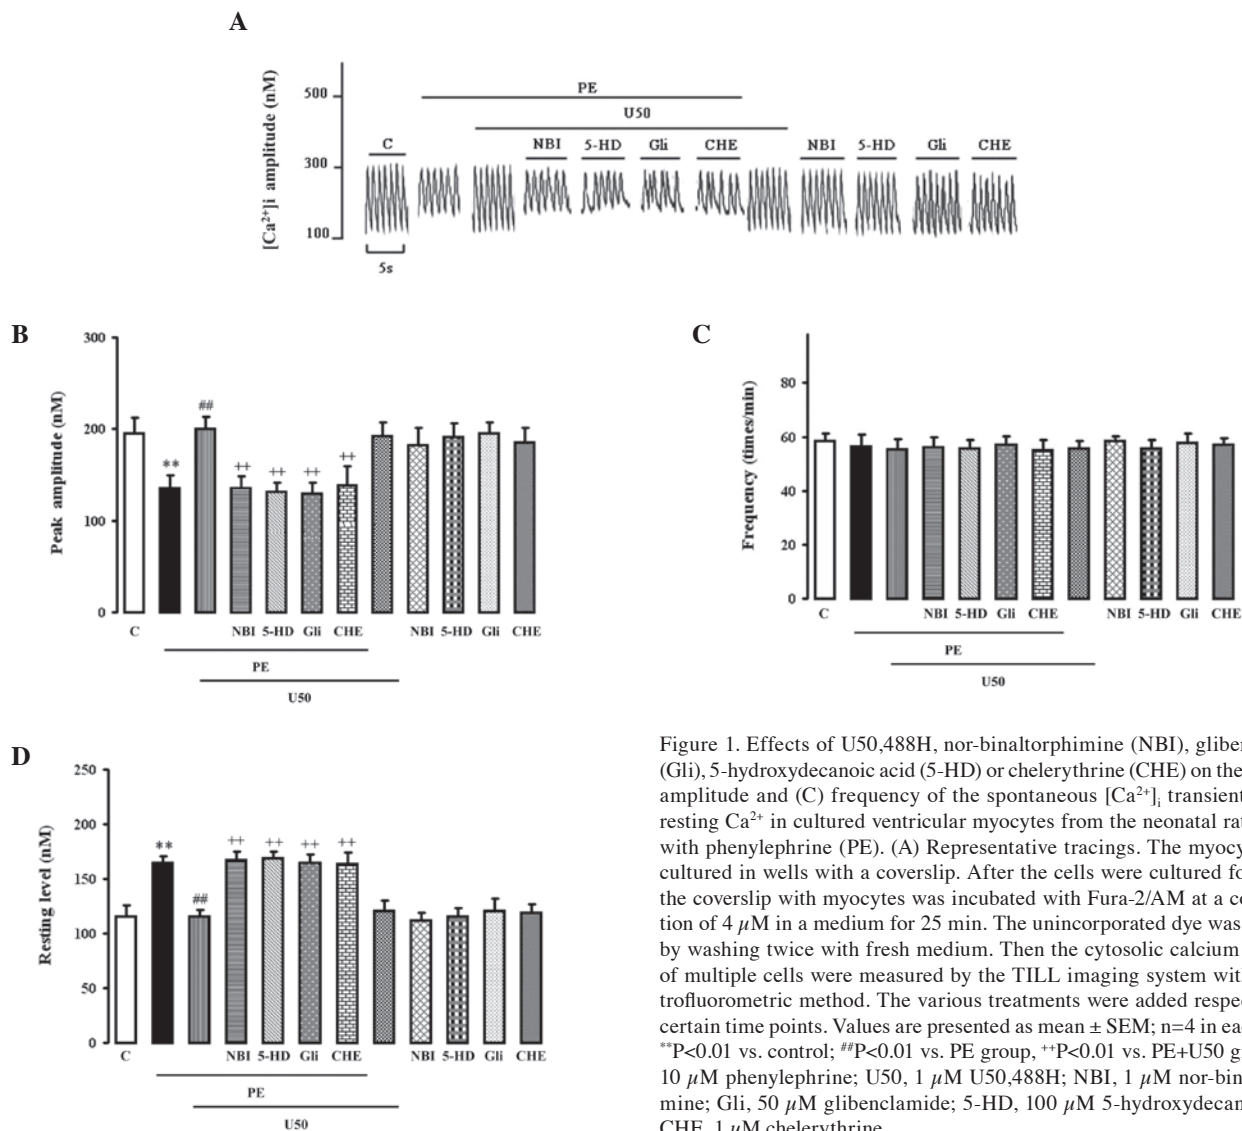 A
[Ca²⁺]i amplitude (nM)
500
300
100
PE
U50
C
NBI
5-HD
Gli
CHE
NBI
5-HD
Gli
CHE
5s
B
Peak amplitude (nM)
300
200
100
0
**
##
++
++
++
++
C
NBI
5-HD
Gli
CHE
NBI
5-HD
Gli
CHE
PE
U50
C
Frequency (times/min)
80
60
40
20
0
C
NBI
5-HD
Gli
CHE
NBI
5-HD
Gli
CHE
PE
U50
D
Resting level (nM)
250
200
150
100
50
0
**
##
++
++
++
++
C
NBI
5-HD
Gli
CHE
NBI
5-HD
Gli
CHE
PE
U50
Figure 1. Effects of U50,488H, nor-binaltorphimine (NBI), gliben
(Gli), 5-hydroxydecanoic acid (5-HD) or chelerythrine (CHE) on the
amplitude and (C) frequency of the spontaneous [Ca²⁺]ᵢ transient
resting Ca²⁺ in cultured ventricular myocytes from the neonatal rat
with phenylephrine (PE). (A) Representative tracings. The myocy
cultured in wells with a coverslip. After the cells were cultured fo
the coverslip with myocytes was incubated with Fura-2/AM at a co
tion of 4 μM in a medium for 25 min. The unincorporated dye was
by washing twice with fresh medium. Then the cytosolic calcium
of multiple cells were measured by the TILL imaging system wit
trofluorometric method. The various treatments were added respe
certain time points. Values are presented as mean ± SEM; n=4 in ea
**P<0.01 vs. control; ##P<0.01 vs. PE group, ++P<0.01 vs. PE+U50 g
10 μM phenylephrine; U50, 1 μM U50,488H; NBI, 1 μM nor-bin
mine; Gli, 50 μM glibenclamide; 5-HD, 100 μM 5-hydroxydecan
CHE, 1 μM chelerythrine